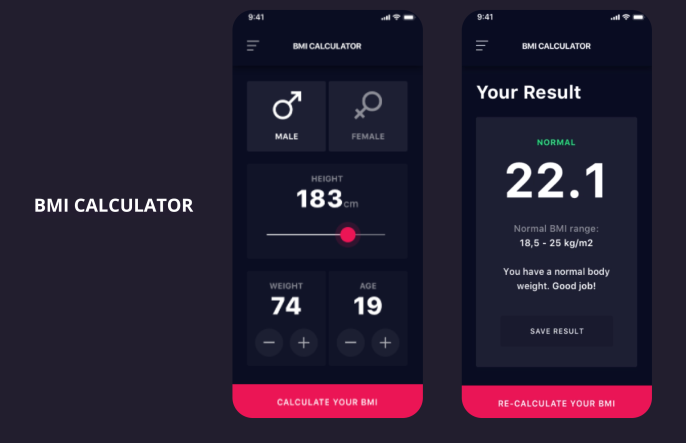 BMI CALCULATOR
9:41
BMI CALCULATOR
MALE
FEMALE
HEIGHT
183cm
WEIGHT
74
AGE
19
CALCULATE YOUR BMI
9:41
BMI CALCULATOR
Your Result
NORMAL
22.1
Normal BMI range:
18,5 - 25 kg/m2
You have a normal body
weight. Good job!
SAVE RESULT
RE-CALCULATE YOUR BMI